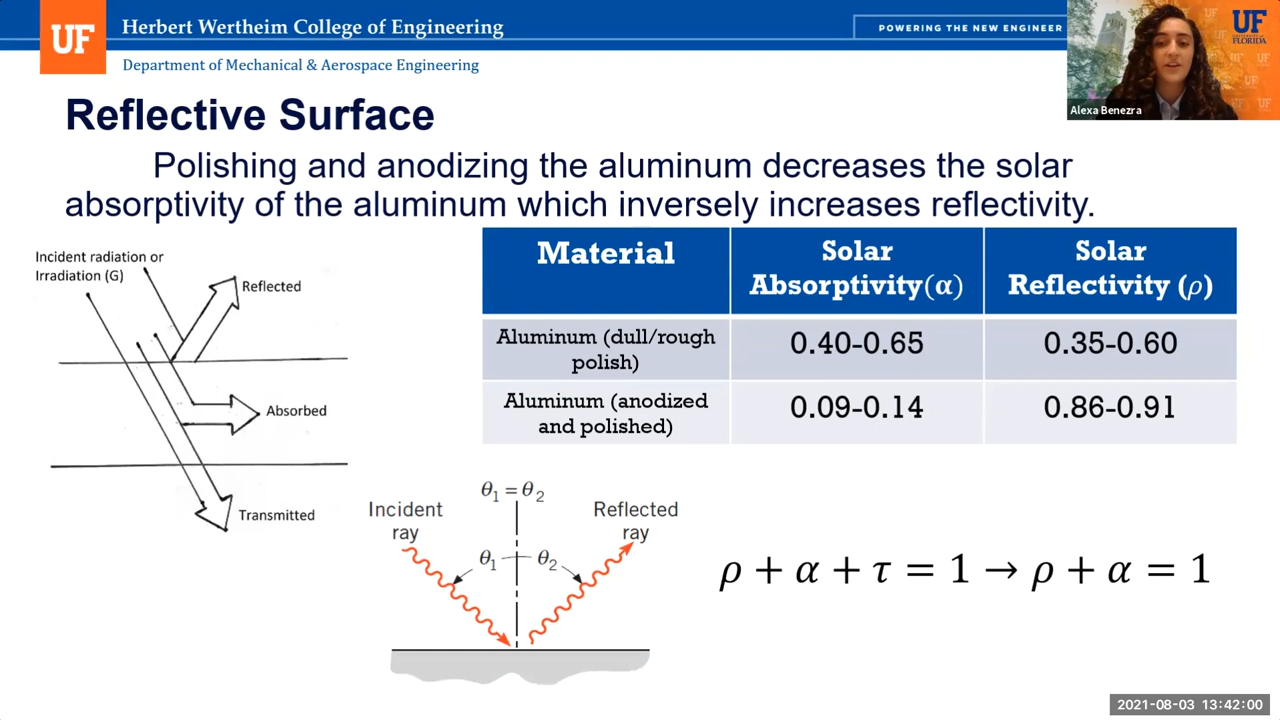 UF
Herbert Wertheim College of Engineering
POWERING THE NEW ENGINEER
Department of Mechanical & Aerospace Engineering
UF
UNIVERSITY of
FLORIDA
Alexa Benezra
Reflective Surface
Polishing and anodizing the aluminum decreases the solar
absorptivity of the aluminum which inversely increases reflectivity.
Incident radiation or
Irradiation (G)
Reflected
Absorbed
Transmitted
Material
Solar
Absorptivity(α)
Solar
Reflectivity (ρ)
Aluminum (dull/rough
polish)
0.40-0.65
0.35-0.60
Aluminum (anodized
and polished)
0.09-0.14
0.86-0.91
θ₁ = θ₂
Incident
ray
Reflected
ray
θ₁
θ₂
ρ + α + τ = 1 → ρ + α = 1
2021-08-03 13:42:00